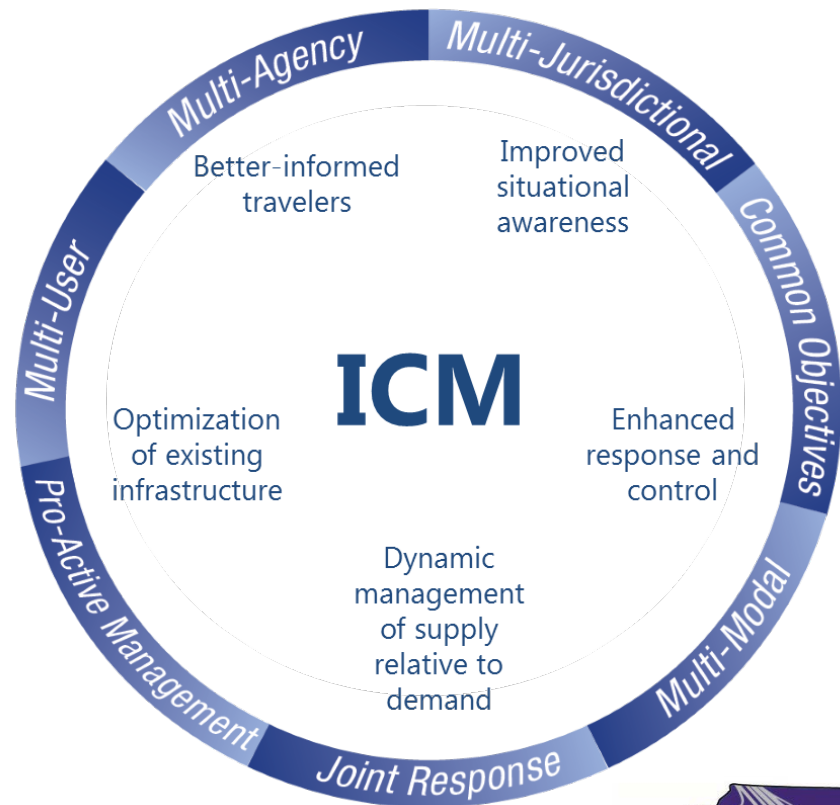 Multi-Agency
Multi-Jurisdictional
Common Objectives
Multi-Modal
Joint Response
Pro-Active Management
Multi-User
Better-informed
travelers
Improved
situational
awareness
ICM
Optimization
of existing
infrastructure
Enhanced
response and
control
Dynamic
management
of supply
relative to
demand